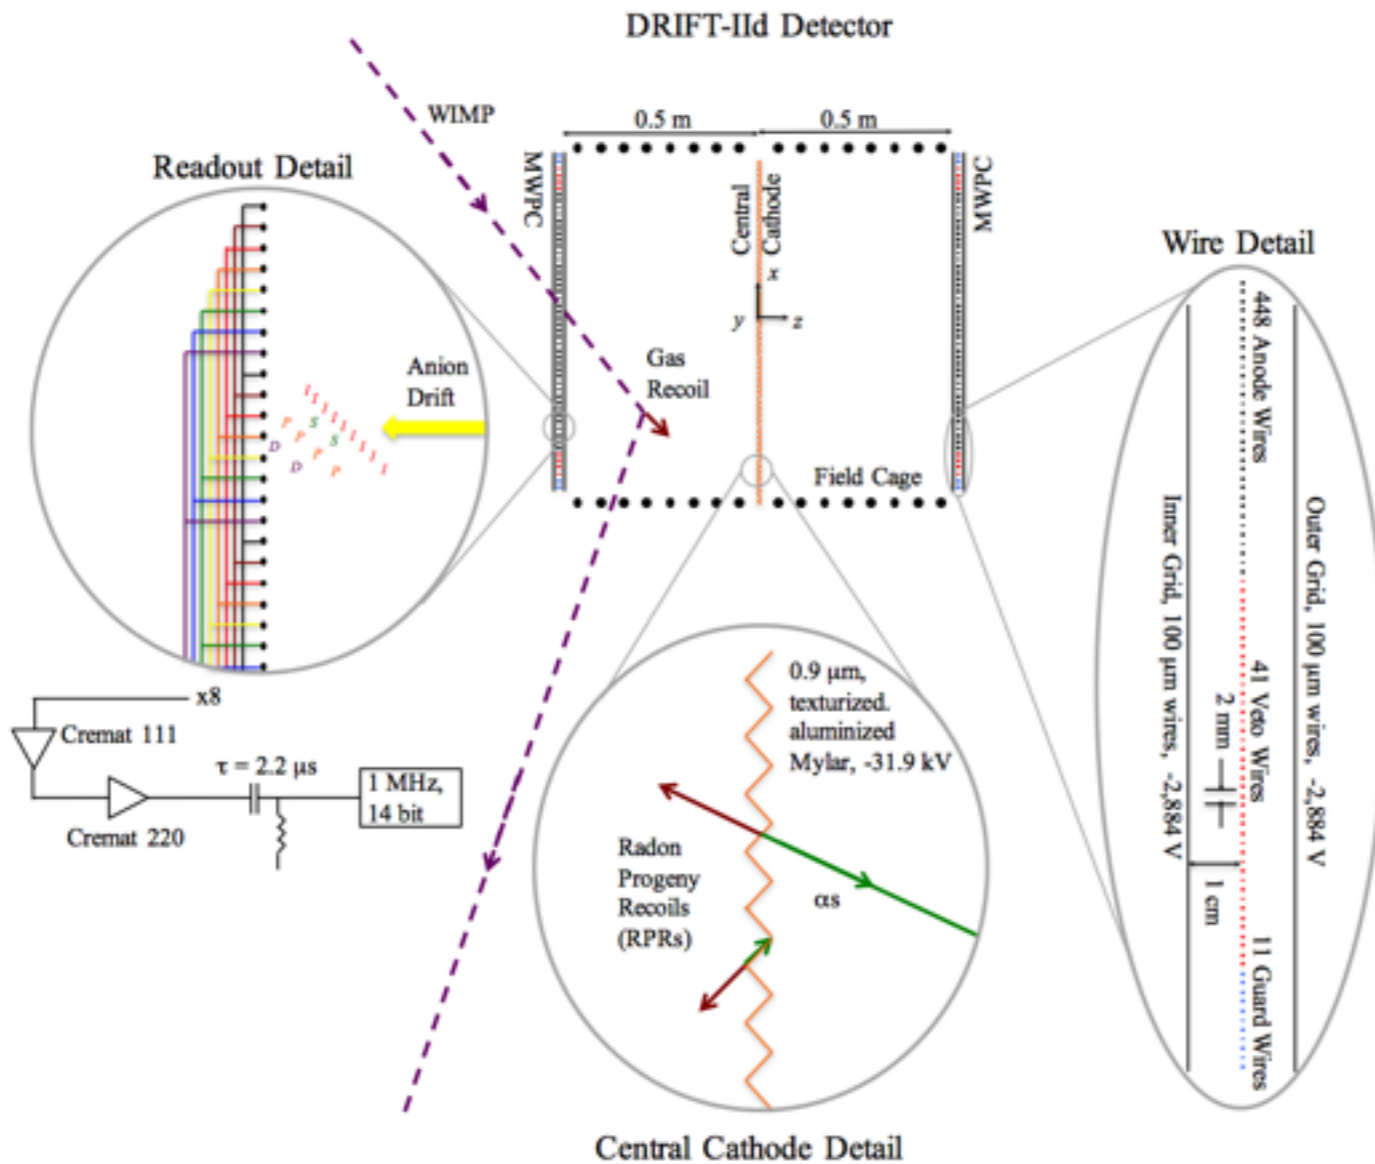 DRIFT-IId Detector
WIMP
0.5 m
0.5 m
Readout Detail
MWPC
Central
Cathode
MWPC
x
y
z
Wire Detail
Anion
Drift
I I I I I I I I
P S
P S
D P
D P
Gas
Recoil
Field Cage
448 Anode Wires
41 Veto Wires
11 Guard Wires
Inner Grid, 100 μm wires, -2,884 V
Outer Grid, 100 μm wires, -2,884 V
2 mm
1 cm
x8
Cremat 111
τ = 2.2 μs
Cremat 220
1 MHz,
14 bit
0.9 μm,
texturized.
aluminized
Mylar, -31.9 kV
Radon
Progeny
Recoils
(RPRs)
αs
Central Cathode Detail